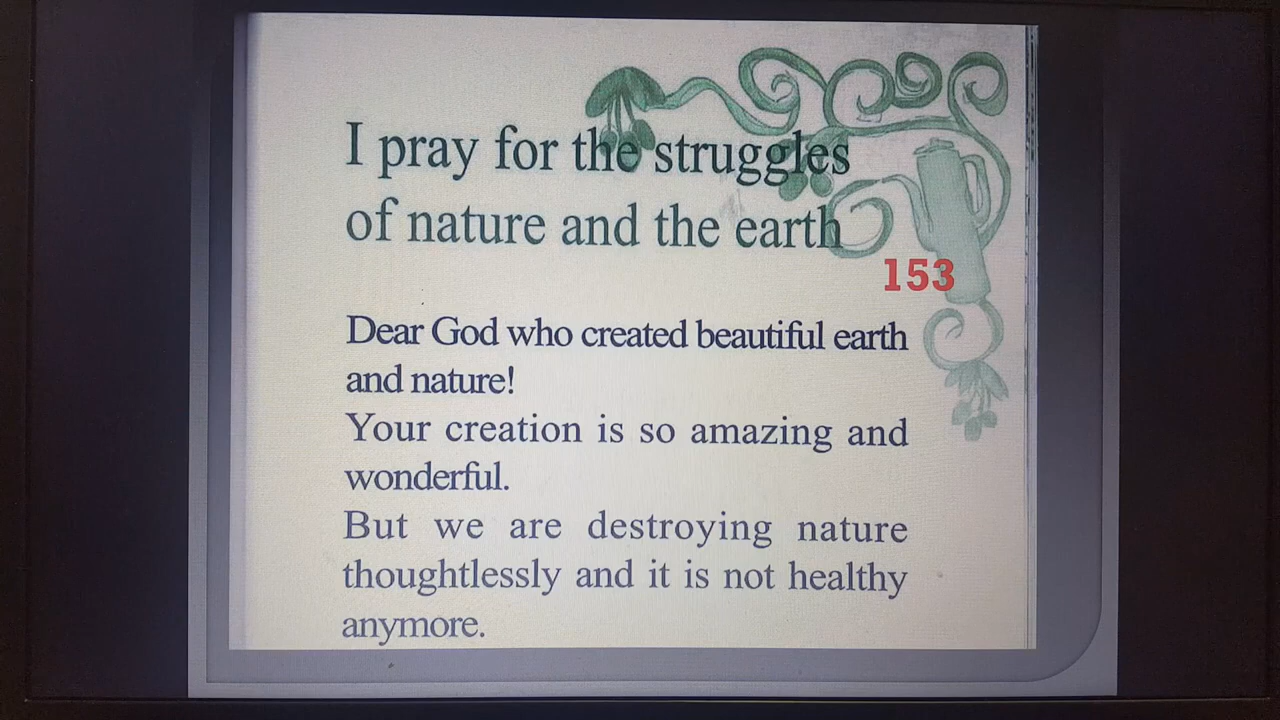 I pray for the struggles
of nature and the earth
153
Dear God who created beautiful earth
and nature!
Your creation is so amazing and
wonderful.
But we are destroying nature
thoughtlessly and it is not healthy
anymore.